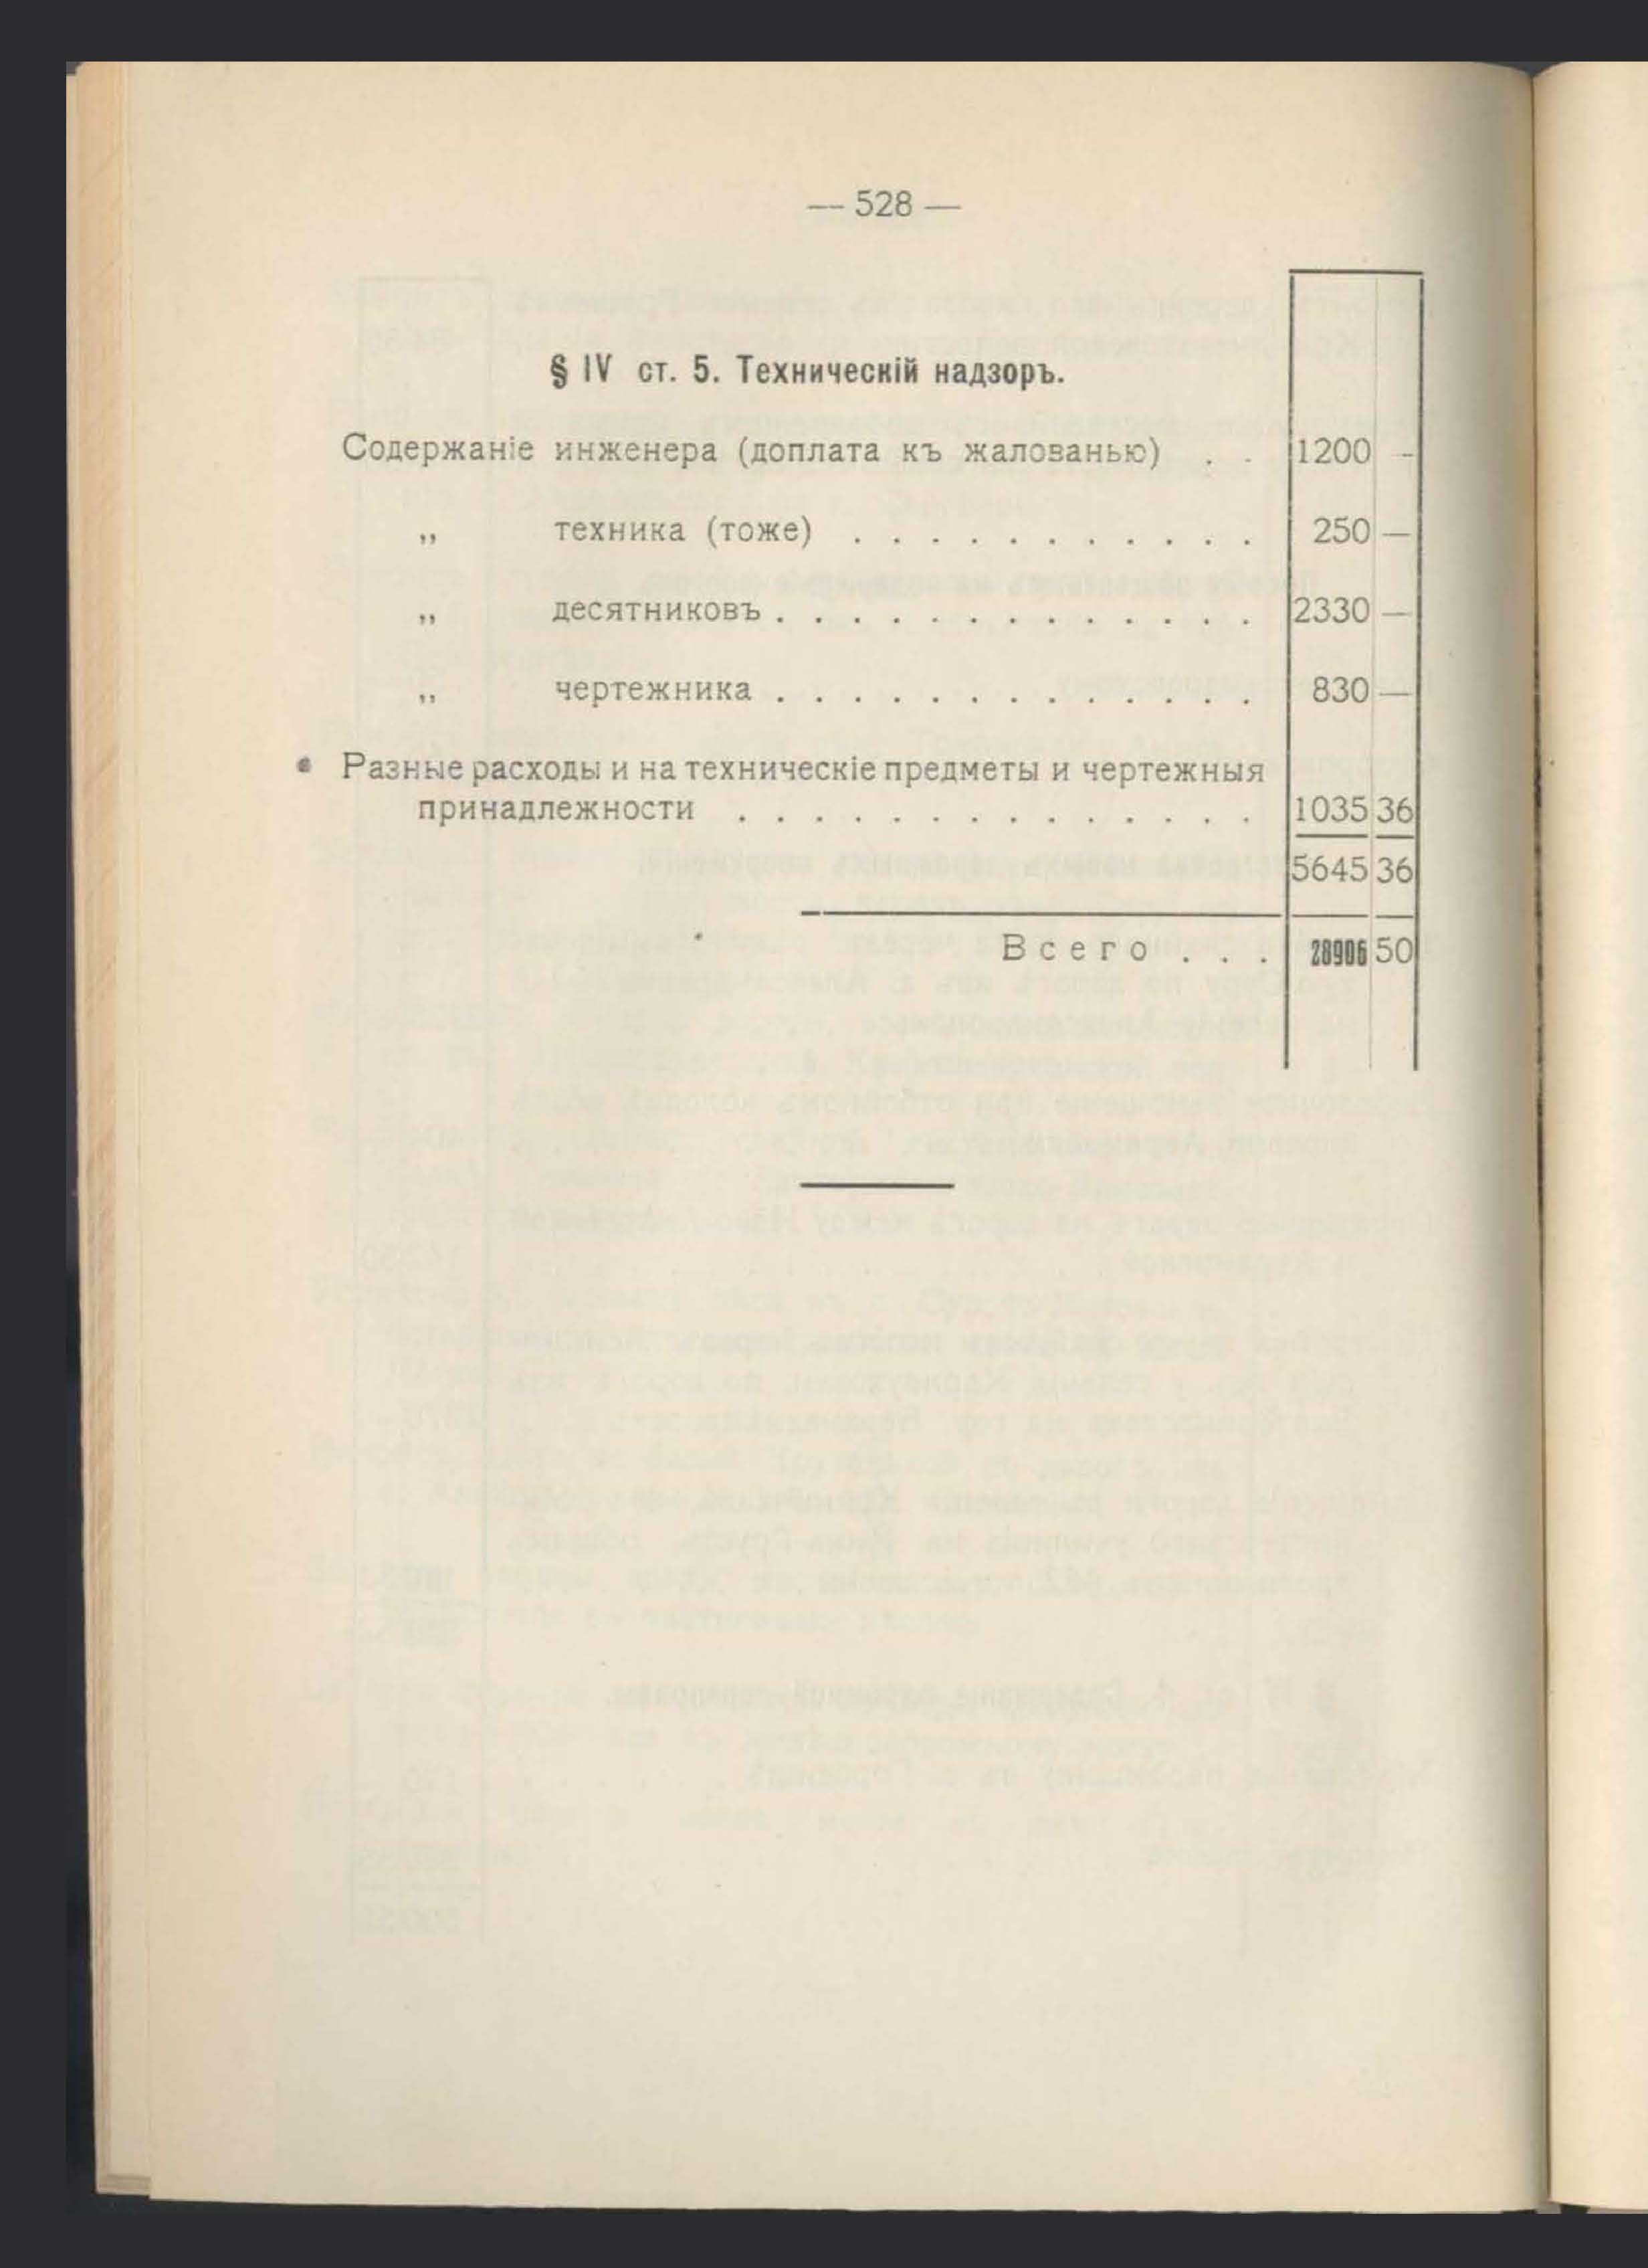 — 528 —
§ IV ст. 5. Техническій надзоръ.
Содержаніе инженера (доплата къ жалованью) . . 1200 —
„ техника (тоже) . . . . . . . . . . . 250 —
„ десятниковъ . . . . . . . . . . . . . 2330 —
„ чертежника . . . . . . . . . . . . . 830 —
Разные расходы и на техническіе предметы и чертежныя
принадлежности . . . . . . . . . . . . . . 1035 36
5645 36
Всего . . . 28906 50